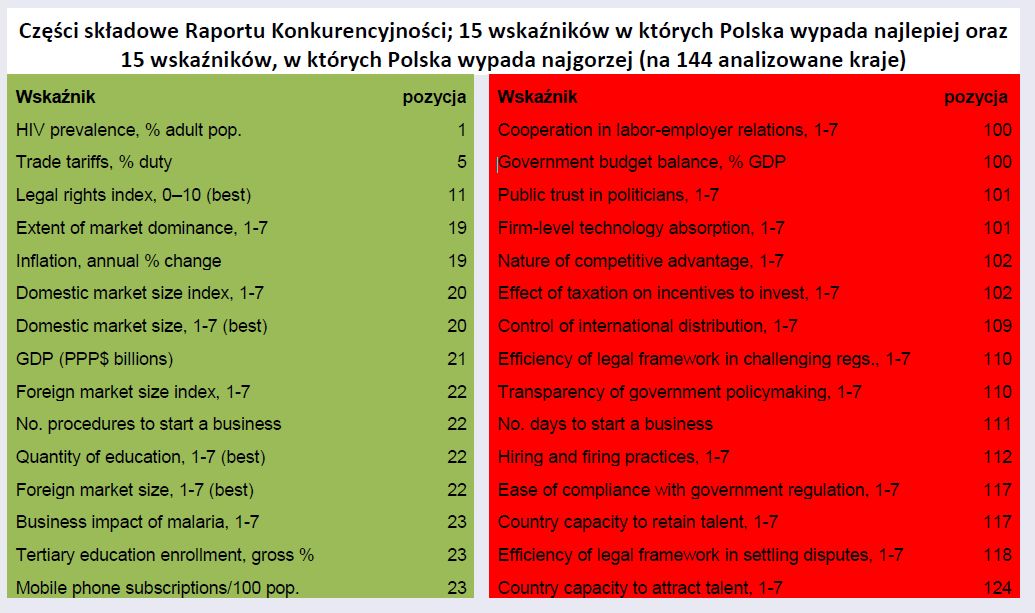 Części składowe Raportu Konkurencyjności; 15 wskaźników w których Polska wypada najlepiej oraz
15 wskaźników, w których Polska wypada najgorzej (na 144 analizowane kraje)
Wskaźnik pozycja
HIV prevalence, % adult pop. 1
Trade tariffs, % duty 5
Legal rights index, 0–10 (best) 11
Extent of market dominance, 1-7 19
Inflation, annual % change 19
Domestic market size index, 1-7 20
Domestic market size, 1-7 (best) 20
GDP (PPP$ billions) 21
Foreign market size index, 1-7 22
No. procedures to start a business 22
Quantity of education, 1-7 (best) 22
Foreign market size, 1-7 (best) 22
Business impact of malaria, 1-7 23
Tertiary education enrollment, gross % 23
Mobile phone subscriptions/100 pop. 23
Wskaźnik pozycja
Cooperation in labor-employer relations, 1-7 100
Government budget balance, % GDP 100
Public trust in politicians, 1-7 101
Firm-level technology absorption, 1-7 101
Nature of competitive advantage, 1-7 102
Effect of taxation on incentives to invest, 1-7 102
Control of international distribution, 1-7 109
Efficiency of legal framework in challenging regs., 1-7 110
Transparency of government policymaking, 1-7 110
No. days to start a business 111
Hiring and firing practices, 1-7 112
Ease of compliance with government regulation, 1-7 117
Country capacity to retain talent, 1-7 117
Efficiency of legal framework in settling disputes, 1-7 118
Country capacity to attract talent, 1-7 124